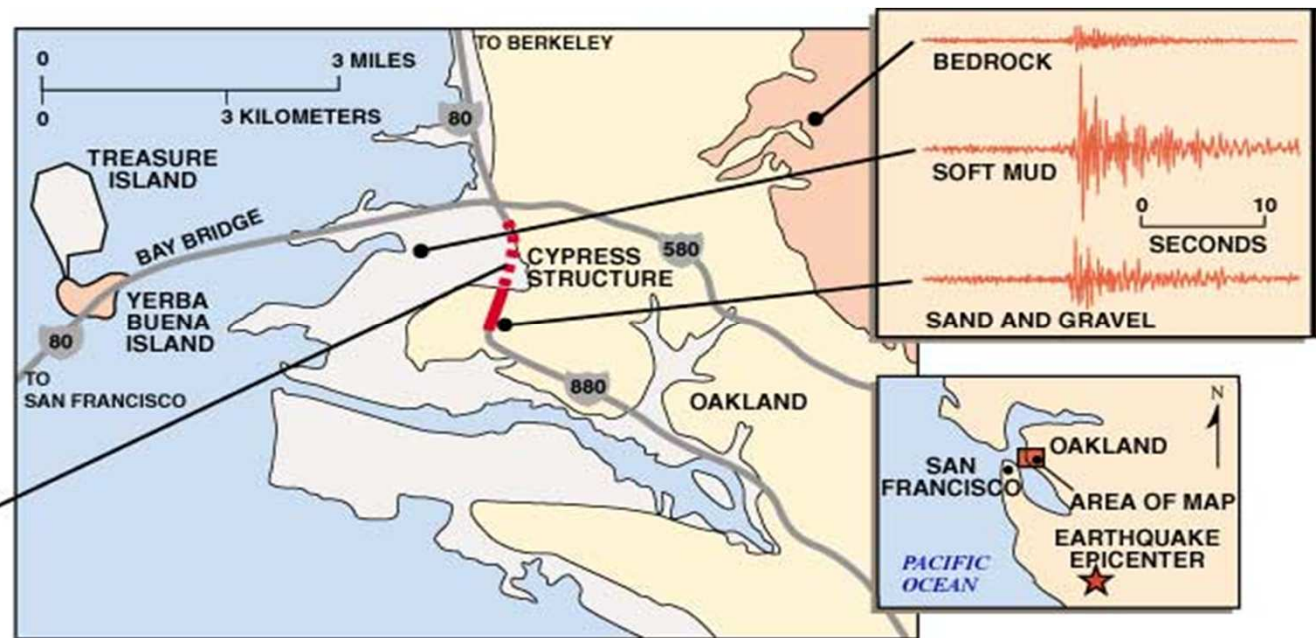 0
3 MILES
0
3 KILOMETERS
TO BERKELEY
80
TREASURE
ISLAND
BAY BRIDGE
YERBA
BUENA
ISLAND
80
TO
SAN FRANCISCO
CYPRESS
STRUCTURE
580
880
OAKLAND
BEDROCK
SOFT MUD
0
10
SECONDS
SAND AND GRAVEL
N
OAKLAND
SAN
FRANCISCO
AREA OF MAP
EARTHQUAKE
EPICENTER
PACIFIC
OCEAN